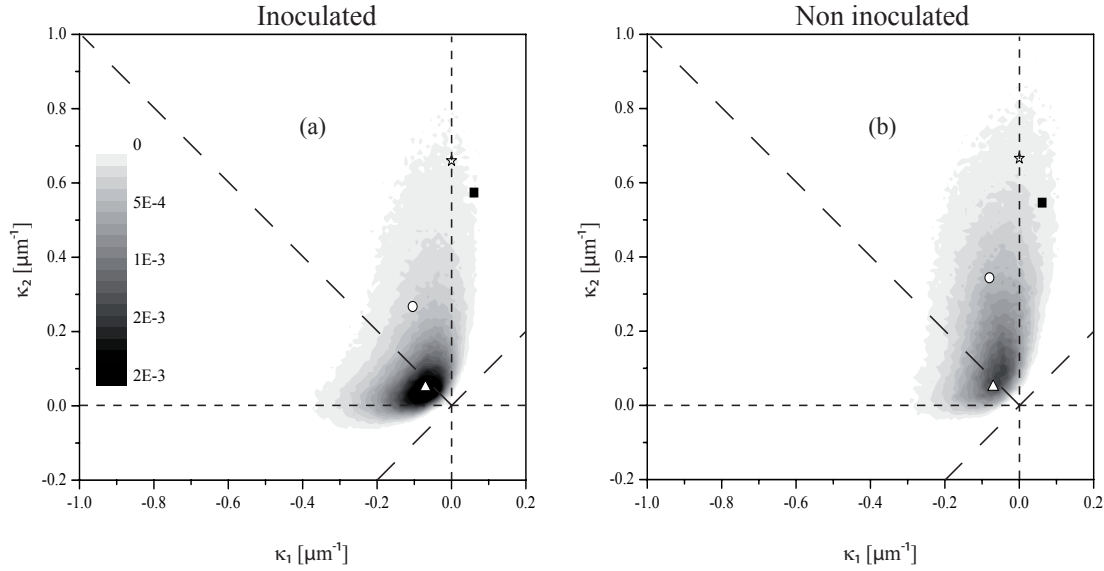 Inoculated
Non inoculated
1.0
0.8
0.6
0.4
0.2
0.0
-0.2
κ₂ [µm⁻¹]
(a)
0
5E-4
1E-3
2E-3
2E-3
-1.0 -0.8 -0.6 -0.4 -0.2 0.0 0.2
κ₁ [µm⁻¹]
1.0
0.8
0.6
0.4
0.2
0.0
-0.2
κ₂ [µm⁻¹]
(b)
-1.0 -0.8 -0.6 -0.4 -0.2 0.0 0.2
κ₁ [µm⁻¹]